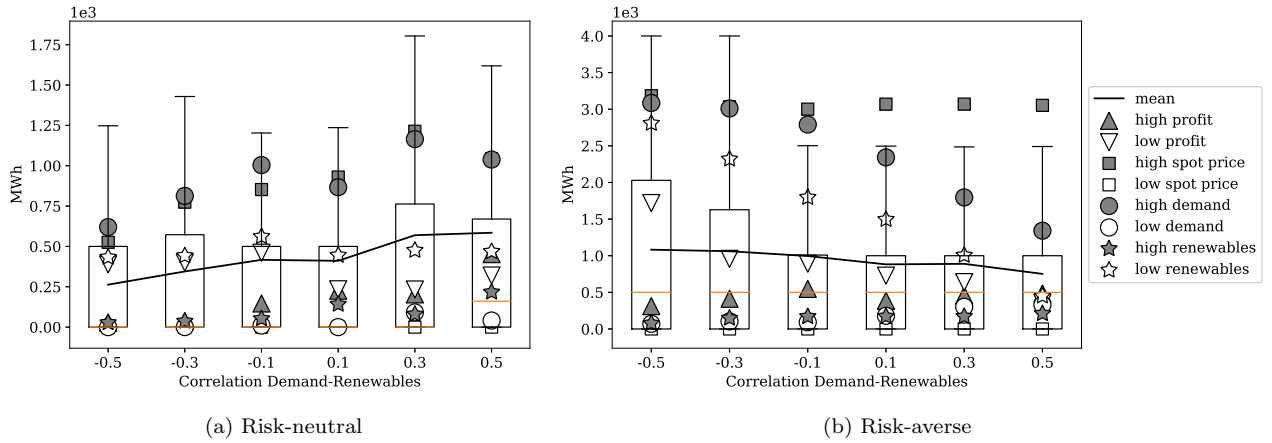 1e3
MWh
1.75
1.50
1.25
1.00
0.75
0.50
0.25
0.00
-0.5 -0.3 -0.1 0.1 0.3 0.5
Correlation Demand-Renewables
(a) Risk-neutral
1e3
MWh
4.0
3.5
3.0
2.5
2.0
1.5
1.0
0.5
0.0
-0.5 -0.3 -0.1 0.1 0.3 0.5
Correlation Demand-Renewables
(b) Risk-averse
mean
high profit
low profit
high spot price
low spot price
high demand
low demand
high renewables
low renewables